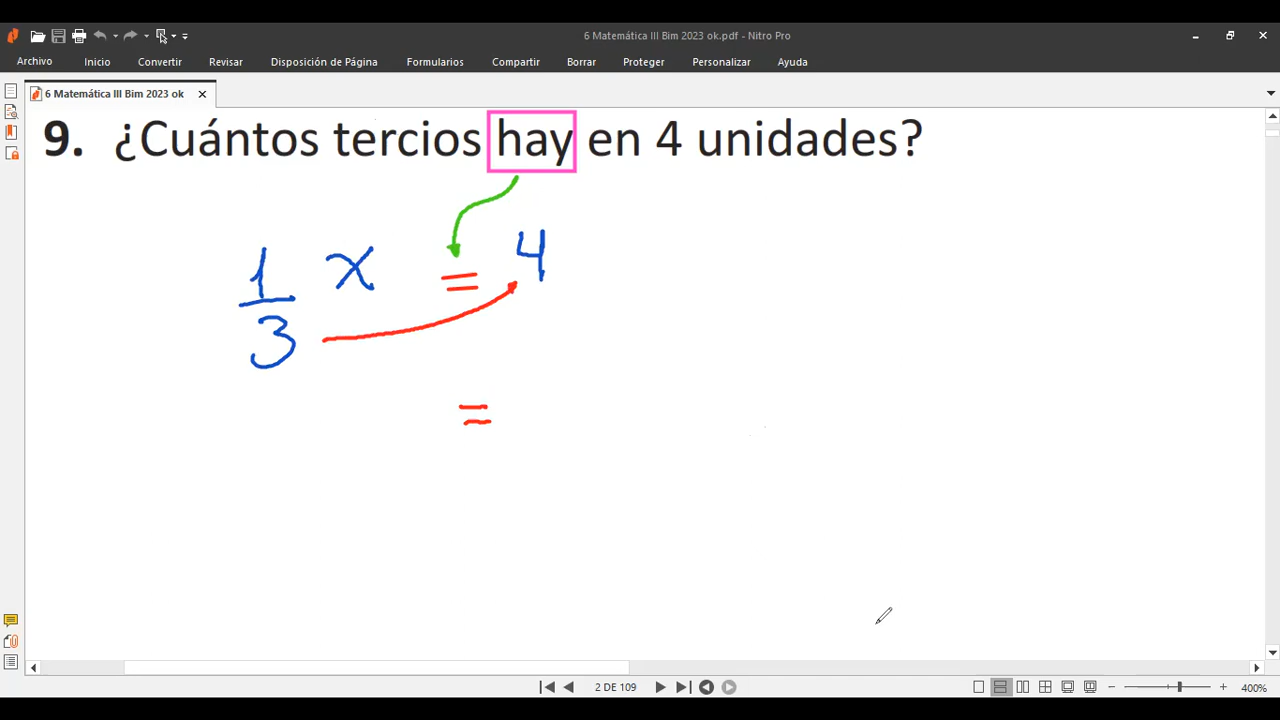 6 Matemática III Bim 2023 ok.pdf - Nitro Pro
Archivo Inicio Convertir Revisar Disposición de Página Formularios Compartir Borrar Proteger Personalizar Ayuda
6 Matemática III Bim 2023 ok
9. ¿Cuántos tercios hay en 4 unidades?
1/3 x = 4
=
2 DE 109
400%